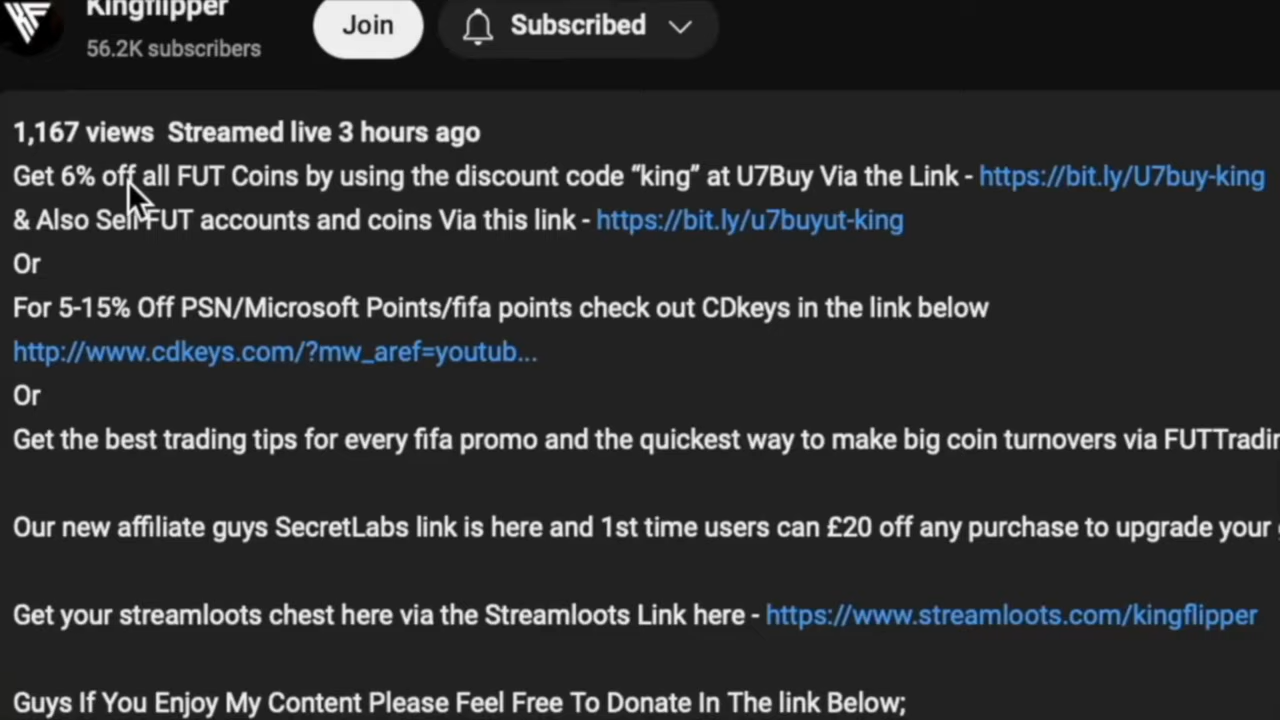 Kingflipper
56.2K subscribers
Join
Subscribed
1,167 views Streamed live 3 hours ago
Get 6% off all FUT Coins by using the discount code “king” at U7Buy Via the Link - https://bit.ly/U7buy-king
& Also Sell FUT accounts and coins Via this link - https://bit.ly/u7buyut-king
Or
For 5-15% Off PSN/Microsoft Points/fifa points check out CDkeys in the link below
http://www.cdkeys.com/?mw_aref=youtub...
Or
Get the best trading tips for every fifa promo and the quickest way to make big coin turnovers via
Our new affiliate guys SecretLabs link is here and 1st time users can £20 off any purchase to upgrade your
Get your streamloots chest here via the Streamloots Link here - https://www.streamloots.com/kingflipper
Guys If You Enjoy My Content Please Feel Free To Donate In The link Below;